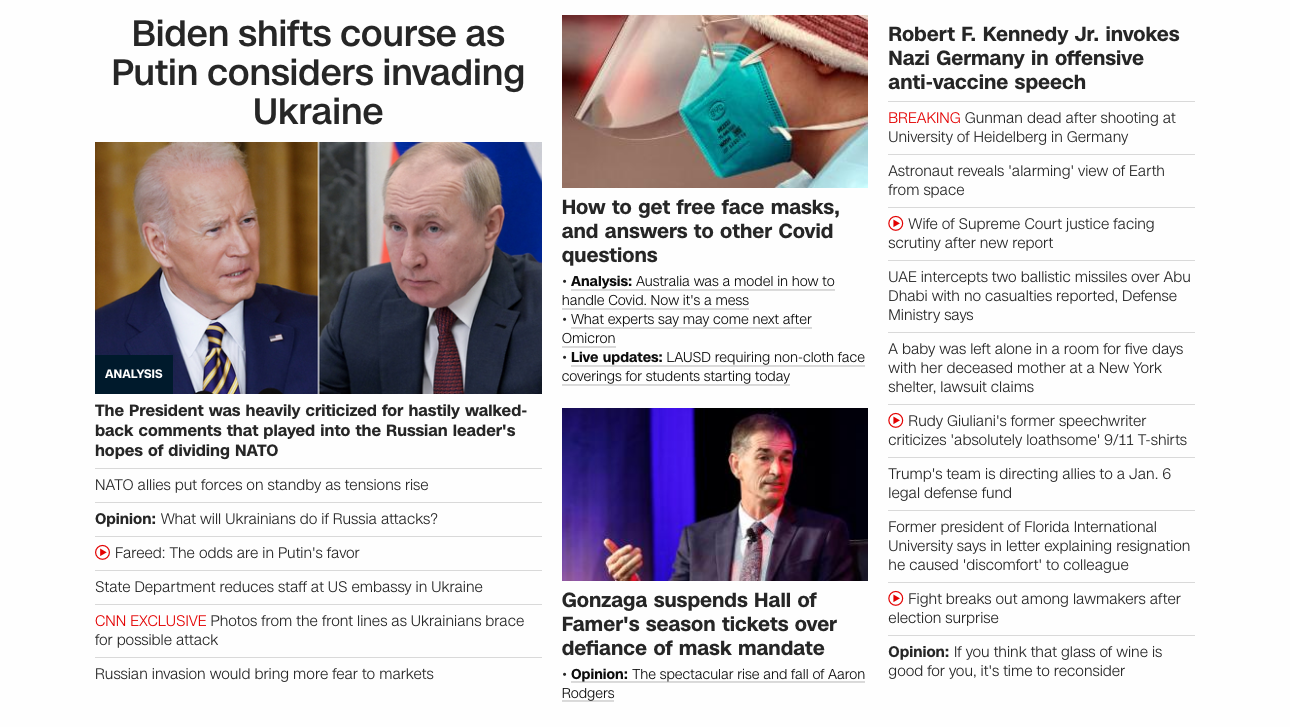 Biden shifts course as
Putin considers invading
Ukraine
ANALYSIS
The President was heavily criticized for hastily walked-
back comments that played into the Russian leader's
hopes of dividing NATO
NATO allies put forces on standby as tensions rise
Opinion: What will Ukrainians do if Russia attacks?
Fareed: The odds are in Putin's favor
State Department reduces staff at US embassy in Ukraine
CNN EXCLUSIVE Photos from the front lines as Ukrainians brace
for possible attack
Russian invasion would bring more fear to markets
How to get free face masks,
and answers to other Covid
questions
• Analysis: Australia was a model in how to
handle Covid. Now it's a mess
• What experts say may come next after
Omicron
• Live updates: LAUSD requiring non-cloth face
coverings for students starting today
Gonzaga suspends Hall of
Famer's season tickets over
defiance of mask mandate
• Opinion: The spectacular rise and fall of Aaron
Rodgers
Robert F. Kennedy Jr. invokes
Nazi Germany in offensive
anti-vaccine speech
BREAKING Gunman dead after shooting at
University of Heidelberg in Germany
Astronaut reveals 'alarming' view of Earth
from space
Wife of Supreme Court justice facing
scrutiny after new report
UAE intercepts two ballistic missiles over Abu
Dhabi with no casualties reported, Defense
Ministry says
A baby was left alone in a room for five days
with her deceased mother at a New York
shelter, lawsuit claims
Rudy Giuliani's former speechwriter
criticizes 'absolutely loathsome' 9/11 T-shirts
Trump's team is directing allies to a Jan. 6
legal defense fund
Former president of Florida International
University says in letter explaining resignation
he caused 'discomfort' to colleague
Fight breaks out among lawmakers after
election surprise
Opinion: If you think that glass of wine is
good for you, it's time to reconsider